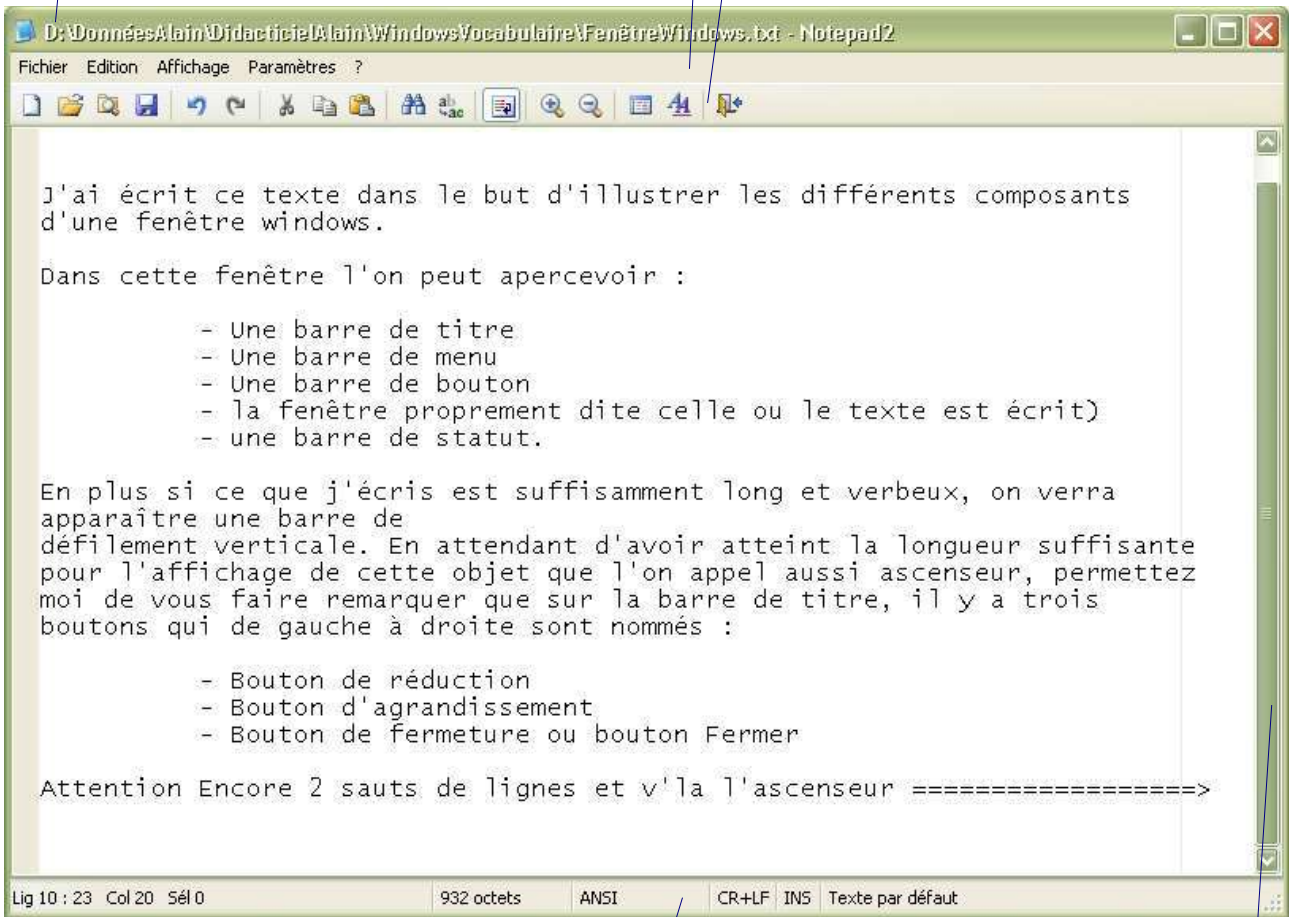 D:\DonnéesAlain\DidacticielAlain\WindowsVocabulaire\FenêtreWindows.txt - Notepad2
Fichier Edition Affichage Paramètres ?
J'ai écrit ce texte dans le but d'illustrer les différents composants
d'une fenêtre windows.
Dans cette fenêtre l'on peut apercevoir :
- Une barre de titre
- Une barre de menu
- Une barre de bouton
- la fenêtre proprement dite celle ou le texte est écrit)
- une barre de statut.
En plus si ce que j'écris est suffisamment long et verbeux, on verra
apparaître une barre de
défilement verticale. En attendant d'avoir atteint la longueur suffisante
pour l'affichage de cette objet que l'on appel aussi ascenseur, permettez
moi de vous faire remarquer que sur la barre de titre, il y a trois
boutons qui de gauche à droite sont nommés :
- Bouton de réduction
- Bouton d'agrandissement
- Bouton de fermeture ou bouton Fermer
Attention Encore 2 sauts de lignes et v'la l'ascenseur ==================>
Lig 10 : 23 Col 20 Sél 0 932 octets ANSI CR+LF INS Texte par défaut